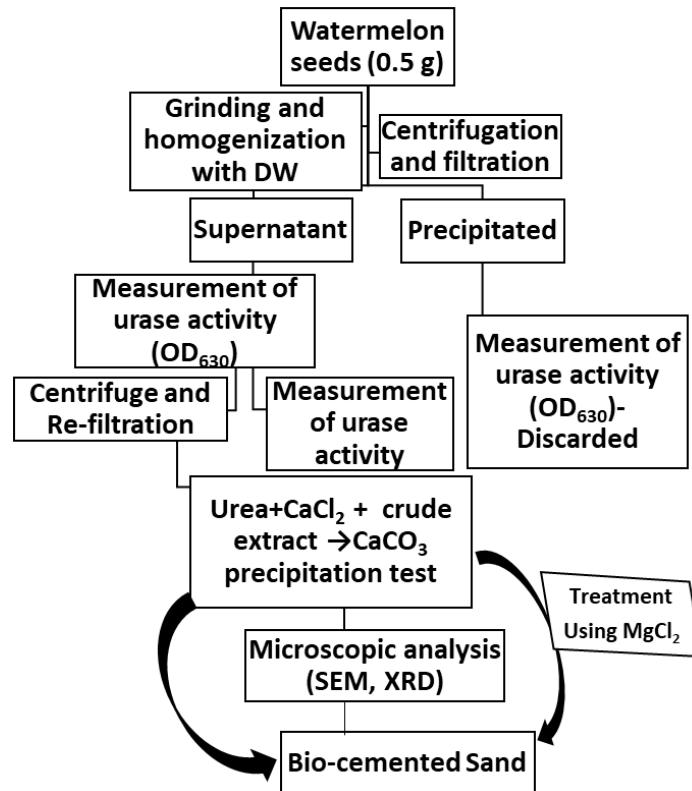 Watermelon
seeds (0.5 g)
Grinding and
homogenization
with DW
Centrifugation
and filtration
Supernatant
Precipitated
Measurement of
urase activity
(OD₆₃₀)
Measurement of
urase activity
(OD₆₃₀)-
Discarded
Centrifuge and
Re-filtration
Measurement
of urase
activity
Urea+CaCl₂ + crude
extract →CaCO₃
precipitation test
Treatment
Using MgCl₂
Microscopic analysis
(SEM, XRD)
Bio-cemented Sand